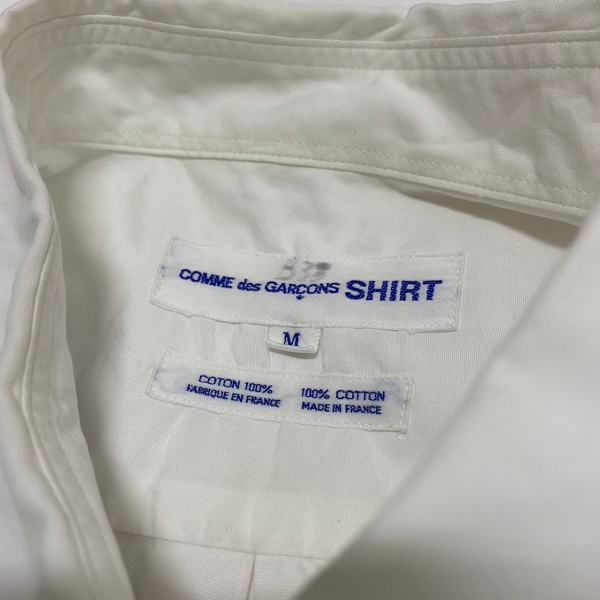 COMME des GARÇONS SHIRT
M
COTON 100% 100% COTTON
FABRIQUE EN FRANCE MADE IN FRANCE